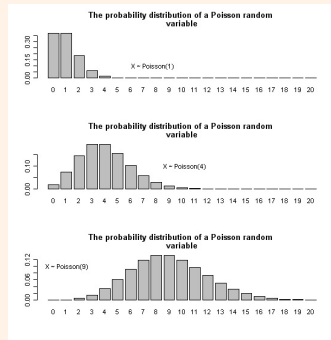 The probability distribution of a Poisson random
variable
0.30
0.15
0.00
X ~ Poisson(1)
0 1 2 3 4 5 6 7 8 9 10 11 12 13 14 15 16 17 18 19 20
The probability distribution of a Poisson random
variable
0.10
0.00
X ~ Poisson(4)
0 1 2 3 4 5 6 7 8 9 10 11 12 13 14 15 16 17 18 19 20
The probability distribution of a Poisson random
variable
0.12
0.06
0.00
X ~ Poisson(9)
0 1 2 3 4 5 6 7 8 9 10 11 12 13 14 15 16 17 18 19 20